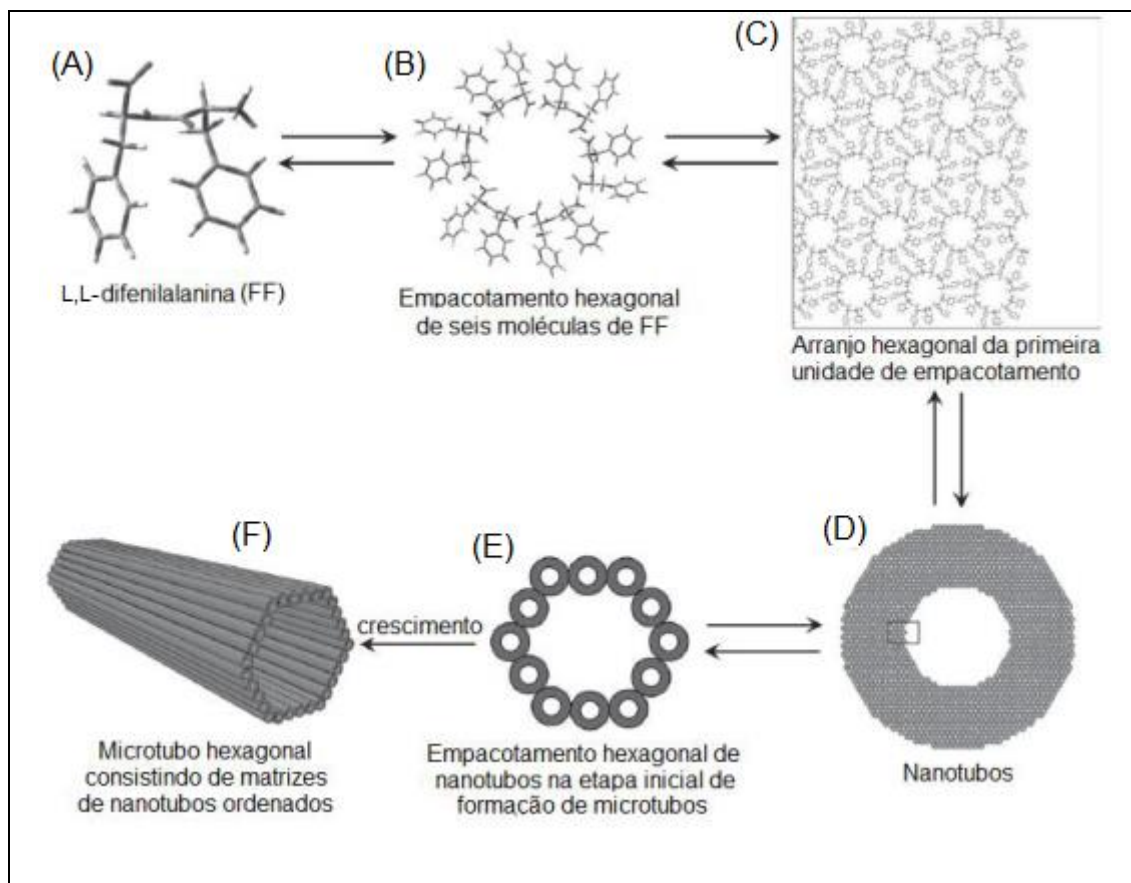 (A)
L,L-difenilalanina (FF)
(B)
Empacotamento hexagonal
de seis moléculas de FF
(C)
Arranjo hexagonal da primeira
unidade de empacotamento
(D)
Nanotubos
(E)
Empacotamento hexagonal de
nanotubos na etapa inicial de
formação de microtubos
crescimento
(F)
Microtubo hexagonal
consistindo de matrizes
de nanotubos ordenados